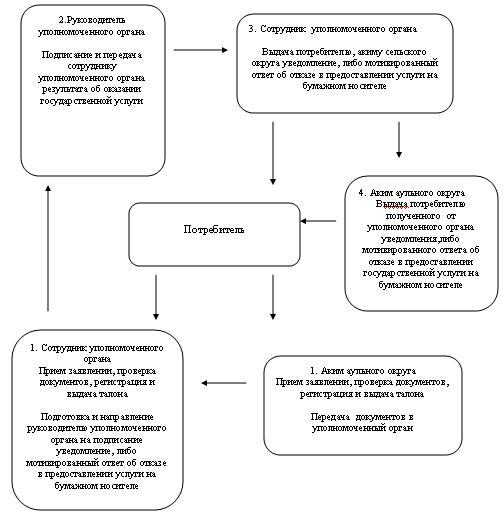 2.Руководитель
уполномоченного органа
Подписание и передача
сотруднику
уполномоченного органа
результата об оказании
государственной услуги
3. Сотрудник уполномоченного органа
Выдача потребителю, акиму сельского
округа уведомление, либо мотивированный
ответ об отказе в предоставлении услуги на
бумажном носителе
4. Аким аульного округа
Выдача потребителю
полученного от
уполномоченного органа
уведомления,либо
мотивированного ответа об
отказе в предоставлении
государственной услуги на
бумажном носителе
Потребитель
1. Сотрудник уполномоченного
органа
Прием заявлении, проверка
документов, регистрация и
выдача талона
Подготовка и направление
руководителю уполномоченного
органа на подписание
уведомление, либо
мотивированный ответ об отказе
в предоставлении услуги на
бумажном носителе
1. Аким аульного округа
Прием заявлении, проверка документов,
регистрация и выдача талона
Передача документов в
уполномоченный орган